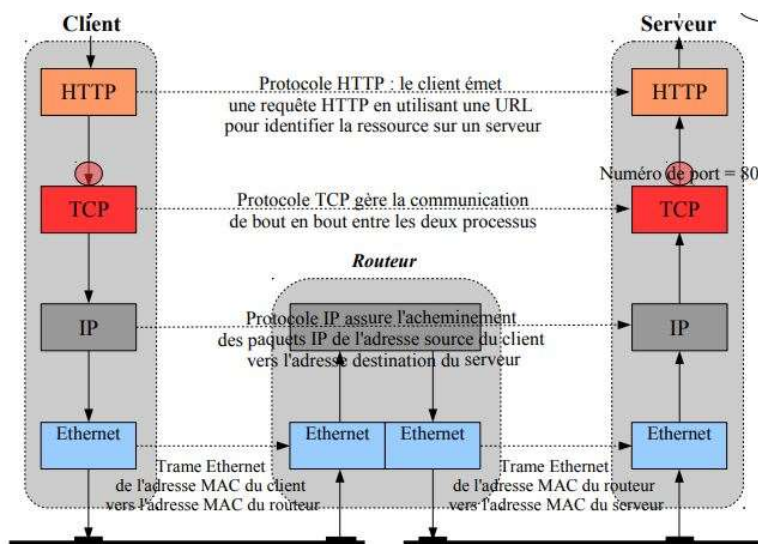 Client
Serveur
HTTP
Protocole HTTP : le client émet
une requête HTTP en utilisant une URL
pour identifier la ressource sur un serveur
HTTP
Numéro de port = 80
TCP
Protocole TCP gère la communication
de bout en bout entre les deux processus
TCP
Routeur
IP
Protocole IP assure l'acheminement
des paquets IP de l'adresse source du client
vers l'adresse destination du serveur
IP
Ethernet
Ethernet
Ethernet
Ethernet
Trame Ethernet
de l'adresse MAC du client
vers l'adresse MAC du routeur
Trame Ethernet
de l'adresse MAC du routeur
vers l'adresse MAC du serveur